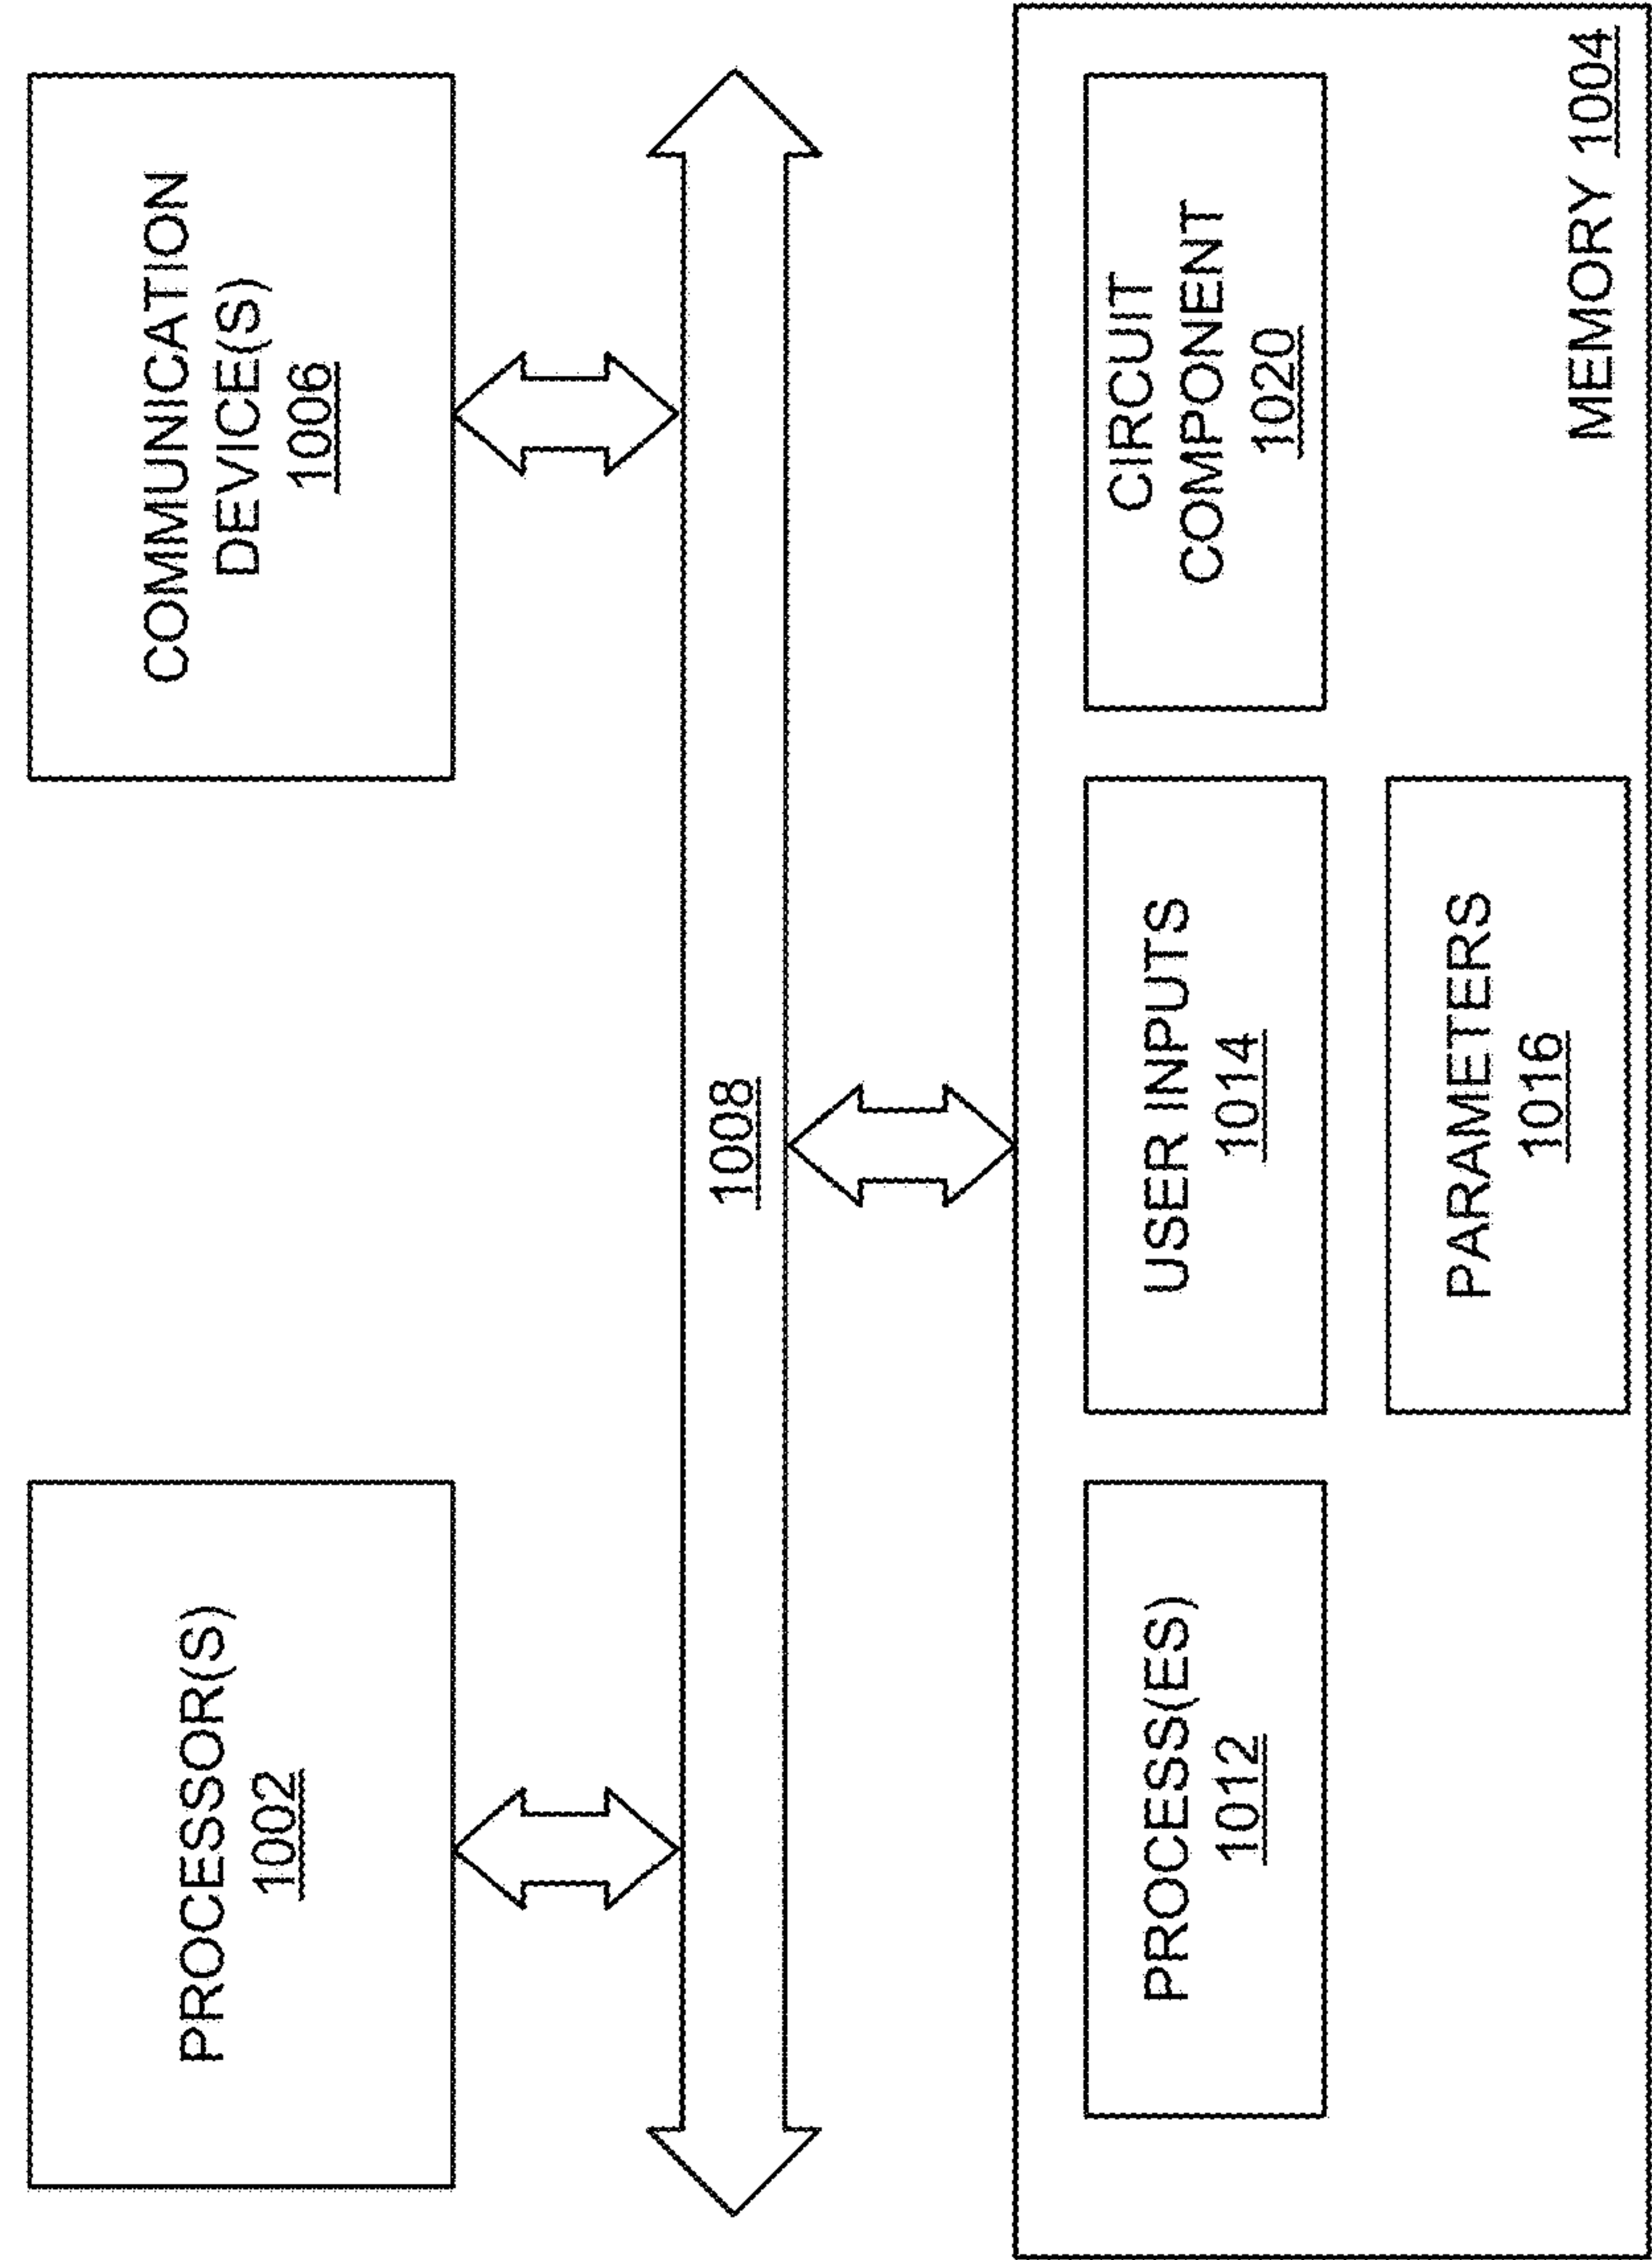 PROCESSOR(S)
1002
COMMUNICATION
DEVICE(S)
1006
1008
PROCESS(ES)
1012
USER INPUTS
1014
CIRCUIT
COMPONENT
1020
PARAMETERS
1016
MEMORY 1004